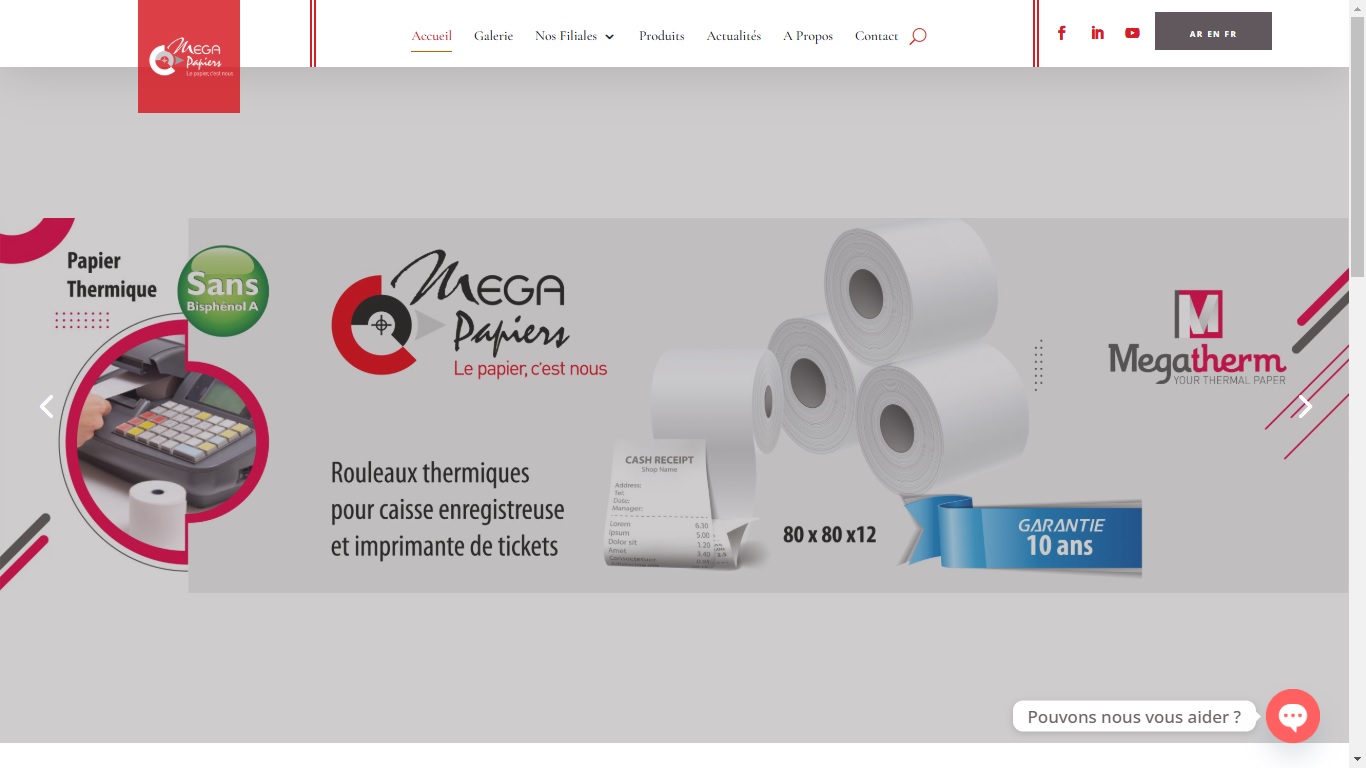 MEGA
Papiers
Le papier, c'est nous
Accueil
Galerie
Nos Filiales
Produits
Actualités
A Propos
Contact
AR EN FR
Papier
Thermique
Sans
Bisphénol A
MEGA
Papiers
Le papier, c'est nous
Rouleaux thermiques
pour caisse enregistreuse
et imprimante de tickets
CASH RECEIPT
Shop Name
Address:
Tel:
Date:
Manager:
Lorem 6.30
Ipsum 5.00
Dolor sit 1.20
Amet 3.40
80 x 80 x12
GARANTIE
10 ans
Megatherm
YOUR THERMAL PAPER
Pouvons nous vous aider ?